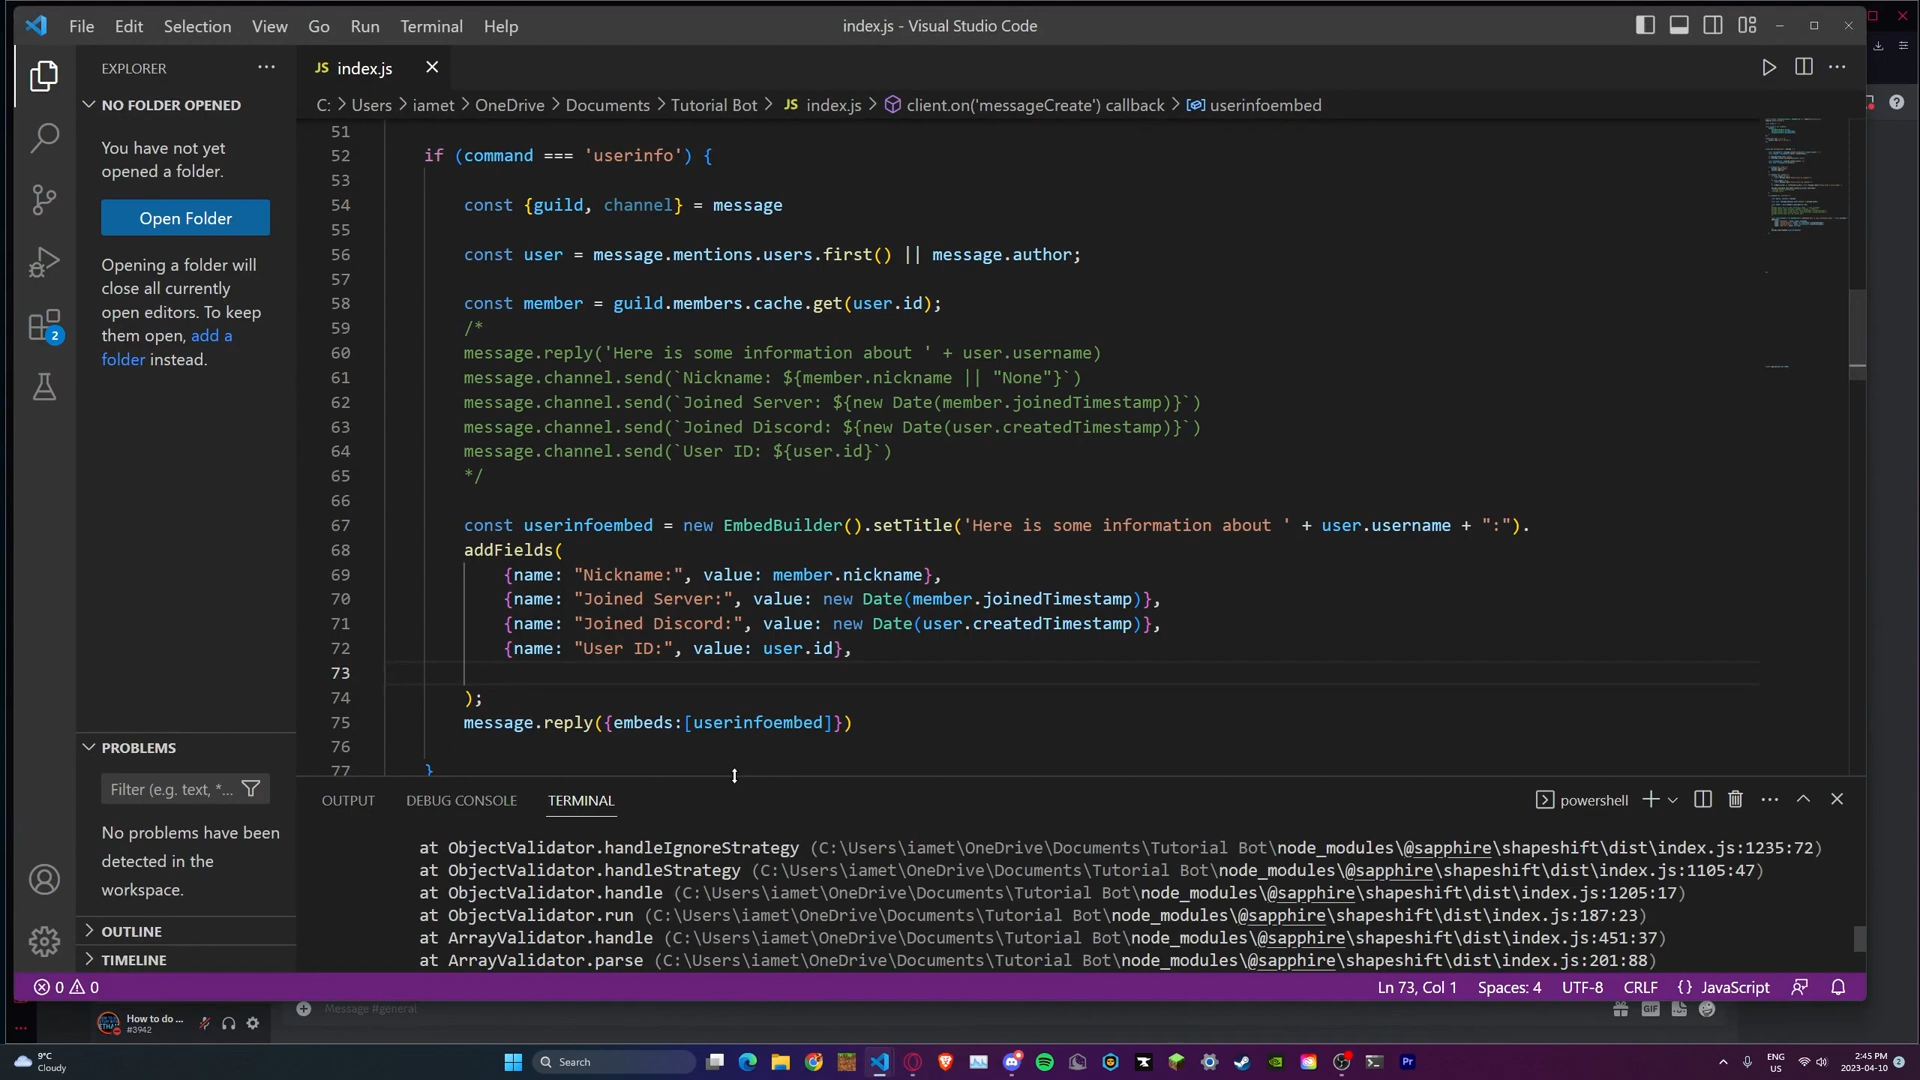 File Edit Selection View Go Run Terminal Help
index.js - Visual Studio Code
EXPLORER
NO FOLDER OPENED
You have not yet
opened a folder.
Open Folder
Opening a folder will
close all currently
open editors. To keep
them open, add a
folder instead.
2
PROBLEMS
Filter (e.g. text, *...
No problems have been
detected in the
workspace.
OUTLINE
TIMELINE
JS index.js
C: > Users > iamet > OneDrive > Documents > Tutorial Bot > JS index.js > client.on('messageCreate') callback > userinfoembed
51
52 if (command === 'userinfo') {
53
54 const {guild, channel} = message
55
56 const user = message.mentions.users.first() || message.author;
57
58 const member = guild.members.cache.get(user.id);
59 /*
60 message.reply('Here is some information about ' + user.username)
61 message.channel.send(`Nickname: ${member.nickname || "None"}`)
62 message.channel.send(`Joined Server: ${new Date(member.joinedTimestamp)}`)
63 message.channel.send(`Joined Discord: ${new Date(user.createdTimestamp)}`)
64 message.channel.send(`User ID: ${user.id}`)
65 */
66
67 const userinfoembed = new EmbedBuilder().setTitle('Here is some information about ' + user.username + ":").
68 addFields(
69 {name: "Nickname:", value: member.nickname},
70 {name: "Joined Server:", value: new Date(member.joinedTimestamp)},
71 {name: "Joined Discord:", value: new Date(user.createdTimestamp)},
72 {name: "User ID:", value: user.id},
73
74 );
75 message.reply({embeds:[userinfoembed]})
76
77 }
OUTPUT DEBUG CONSOLE TERMINAL
powershell
at ObjectValidator.handleIgnoreStrategy (C:\Users\iamet\OneDrive\Documents\Tutorial Bot\node_modules\@sapphire\shapeshift\dist\index.js:1235:72)
at ObjectValidator.handleStrategy (C:\Users\iamet\OneDrive\Documents\Tutorial Bot\node_modules\@sapphire\shapeshift\dist\index.js:1105:47)
at ObjectValidator.handle (C:\Users\iamet\OneDrive\Documents\Tutorial Bot\node_modules\@sapphire\shapeshift\dist\index.js:1205:17)
at ObjectValidator.run (C:\Users\iamet\OneDrive\Documents\Tutorial Bot\node_modules\@sapphire\shapeshift\dist\index.js:187:23)
at ArrayValidator.handle (C:\Users\iamet\OneDrive\Documents\Tutorial Bot\node_modules\@sapphire\shapeshift\dist\index.js:451:37)
at ArrayValidator.parse (C:\Users\iamet\OneDrive\Documents\Tutorial Bot\node_modules\@sapphire\shapeshift\dist\index.js:201:88)
0 0
Ln 73, Col 1 Spaces: 4 UTF-8 CRLF {} JavaScript
How to do ...
#3942
Message #general
GIF
9°C
Cloudy
Search
Pr
ENG
US
2:45 PM
2023-04-10
2